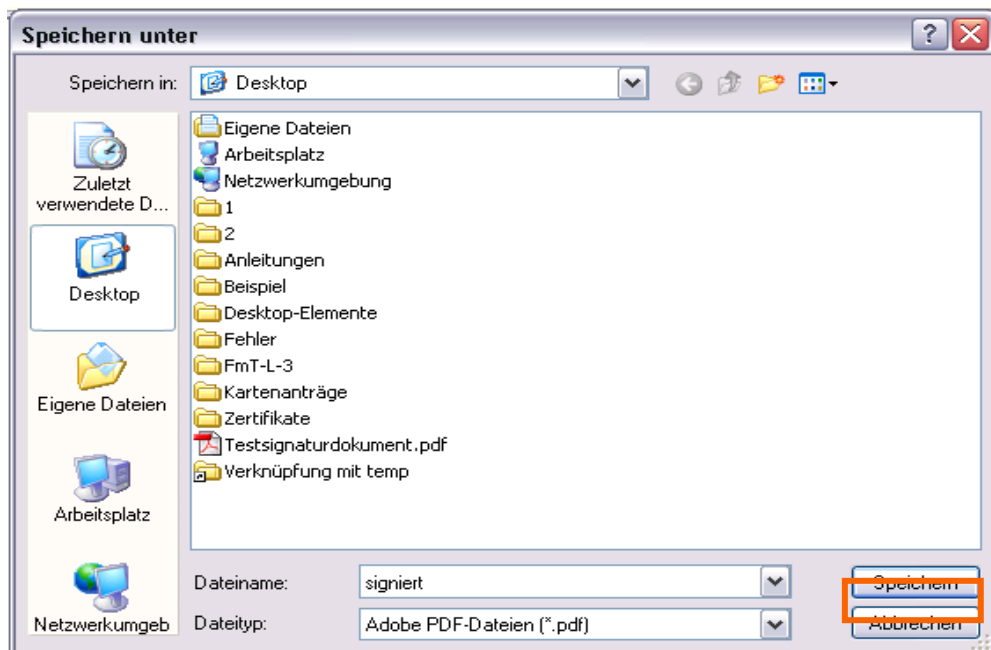 Speichern unter
Speichern in: Desktop
Zuletzt
verwendete D...
Desktop
Eigene Dateien
Arbeitsplatz
Netzwerkumgeb
Eigene Dateien
Arbeitsplatz
Netzwerkumgebung
1
2
Anleitungen
Beispiel
Desktop-Elemente
Fehler
FmT-L-3
Kartenanträge
Zertifikate
Testsignaturdokument.pdf
Verknüpfung mit temp
Dateiname: signiert Speichern
Dateityp: Adobe PDF-Dateien (*.pdf) Abbrechen